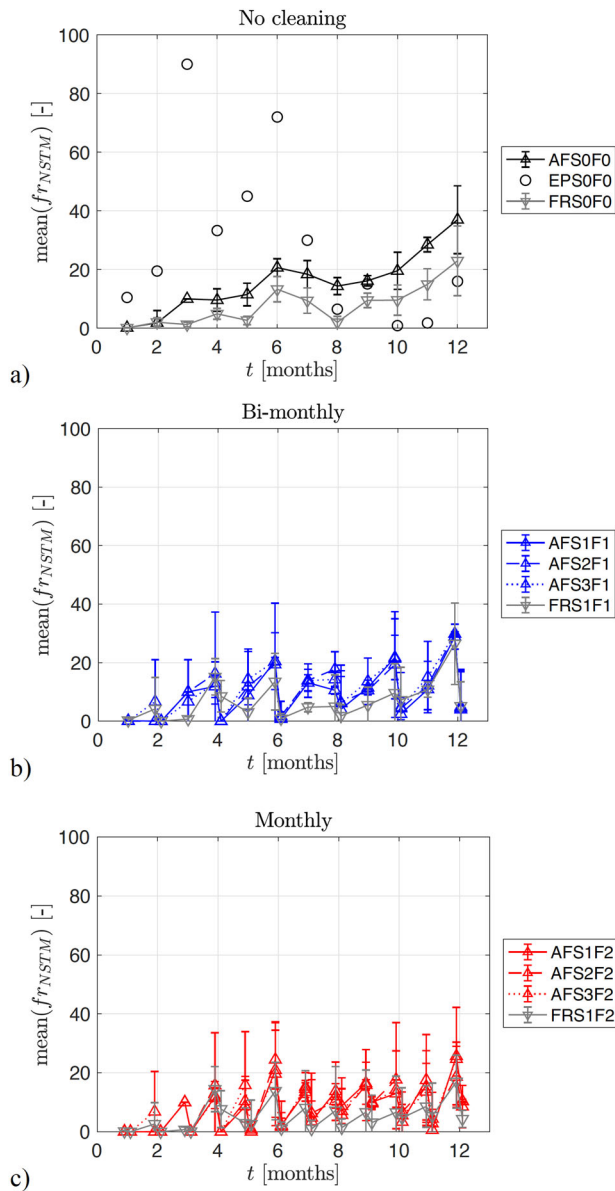 No cleaning
100
80
60
40
20
0
mean(fr_NSTM) [-]
0 2 4 6 8 10 12
t [months]
AFS0F0
EPS0F0
FRS0F0
a)
Bi-monthly
100
80
60
40
20
0
mean(fr_NSTM) [-]
0 2 4 6 8 10 12
t [months]
AFS1F1
AFS2F1
AFS3F1
FRS1F1
b)
Monthly
100
80
60
40
20
0
mean(fr_NSTM) [-]
0 2 4 6 8 10 12
t [months]
AFS1F2
AFS2F2
AFS3F2
FRS1F2
c)